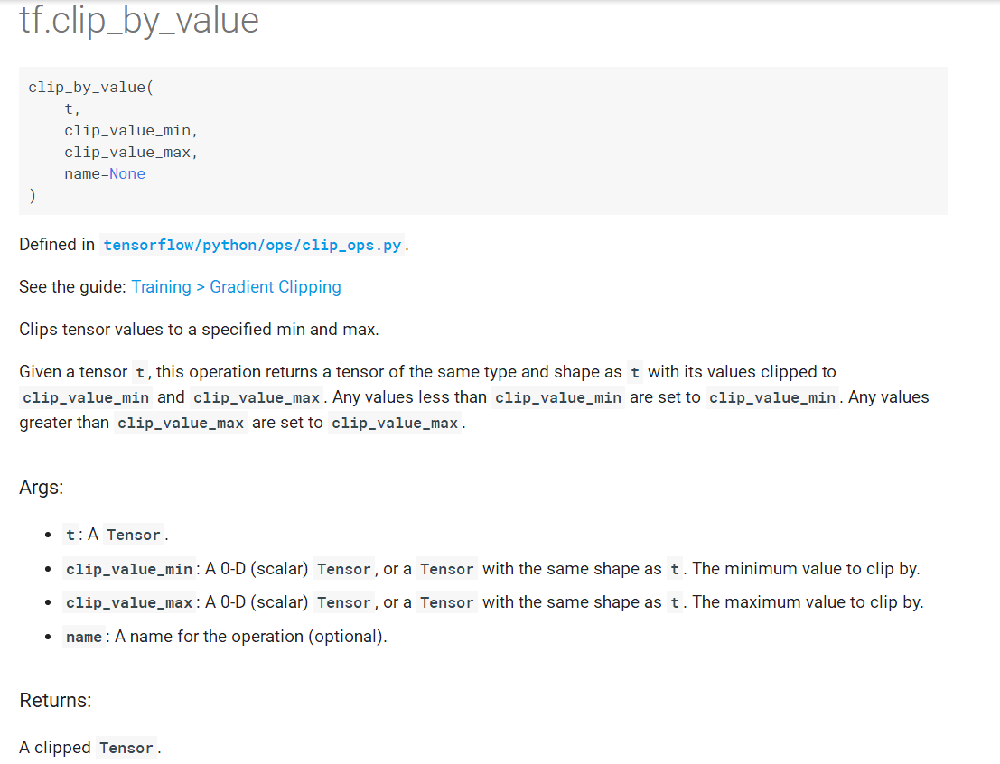 tf.clip_by_value
clip_by_value(
    t,
    clip_value_min,
    clip_value_max,
    name=None
)
Defined in tensorflow/python/ops/clip_ops.py.
See the guide: Training > Gradient Clipping
Clips tensor values to a specified min and max.
Given a tensor t, this operation returns a tensor of the same type and shape as t with its values clipped to
clip_value_min and clip_value_max. Any values less than clip_value_min are set to clip_value_min. Any values
greater than clip_value_max are set to clip_value_max.
Args:
• t: A Tensor.
• clip_value_min: A 0-D (scalar) Tensor, or a Tensor with the same shape as t. The minimum value to clip by.
• clip_value_max: A 0-D (scalar) Tensor, or a Tensor with the same shape as t. The maximum value to clip by.
• name: A name for the operation (optional).
Returns:
A clipped Tensor.